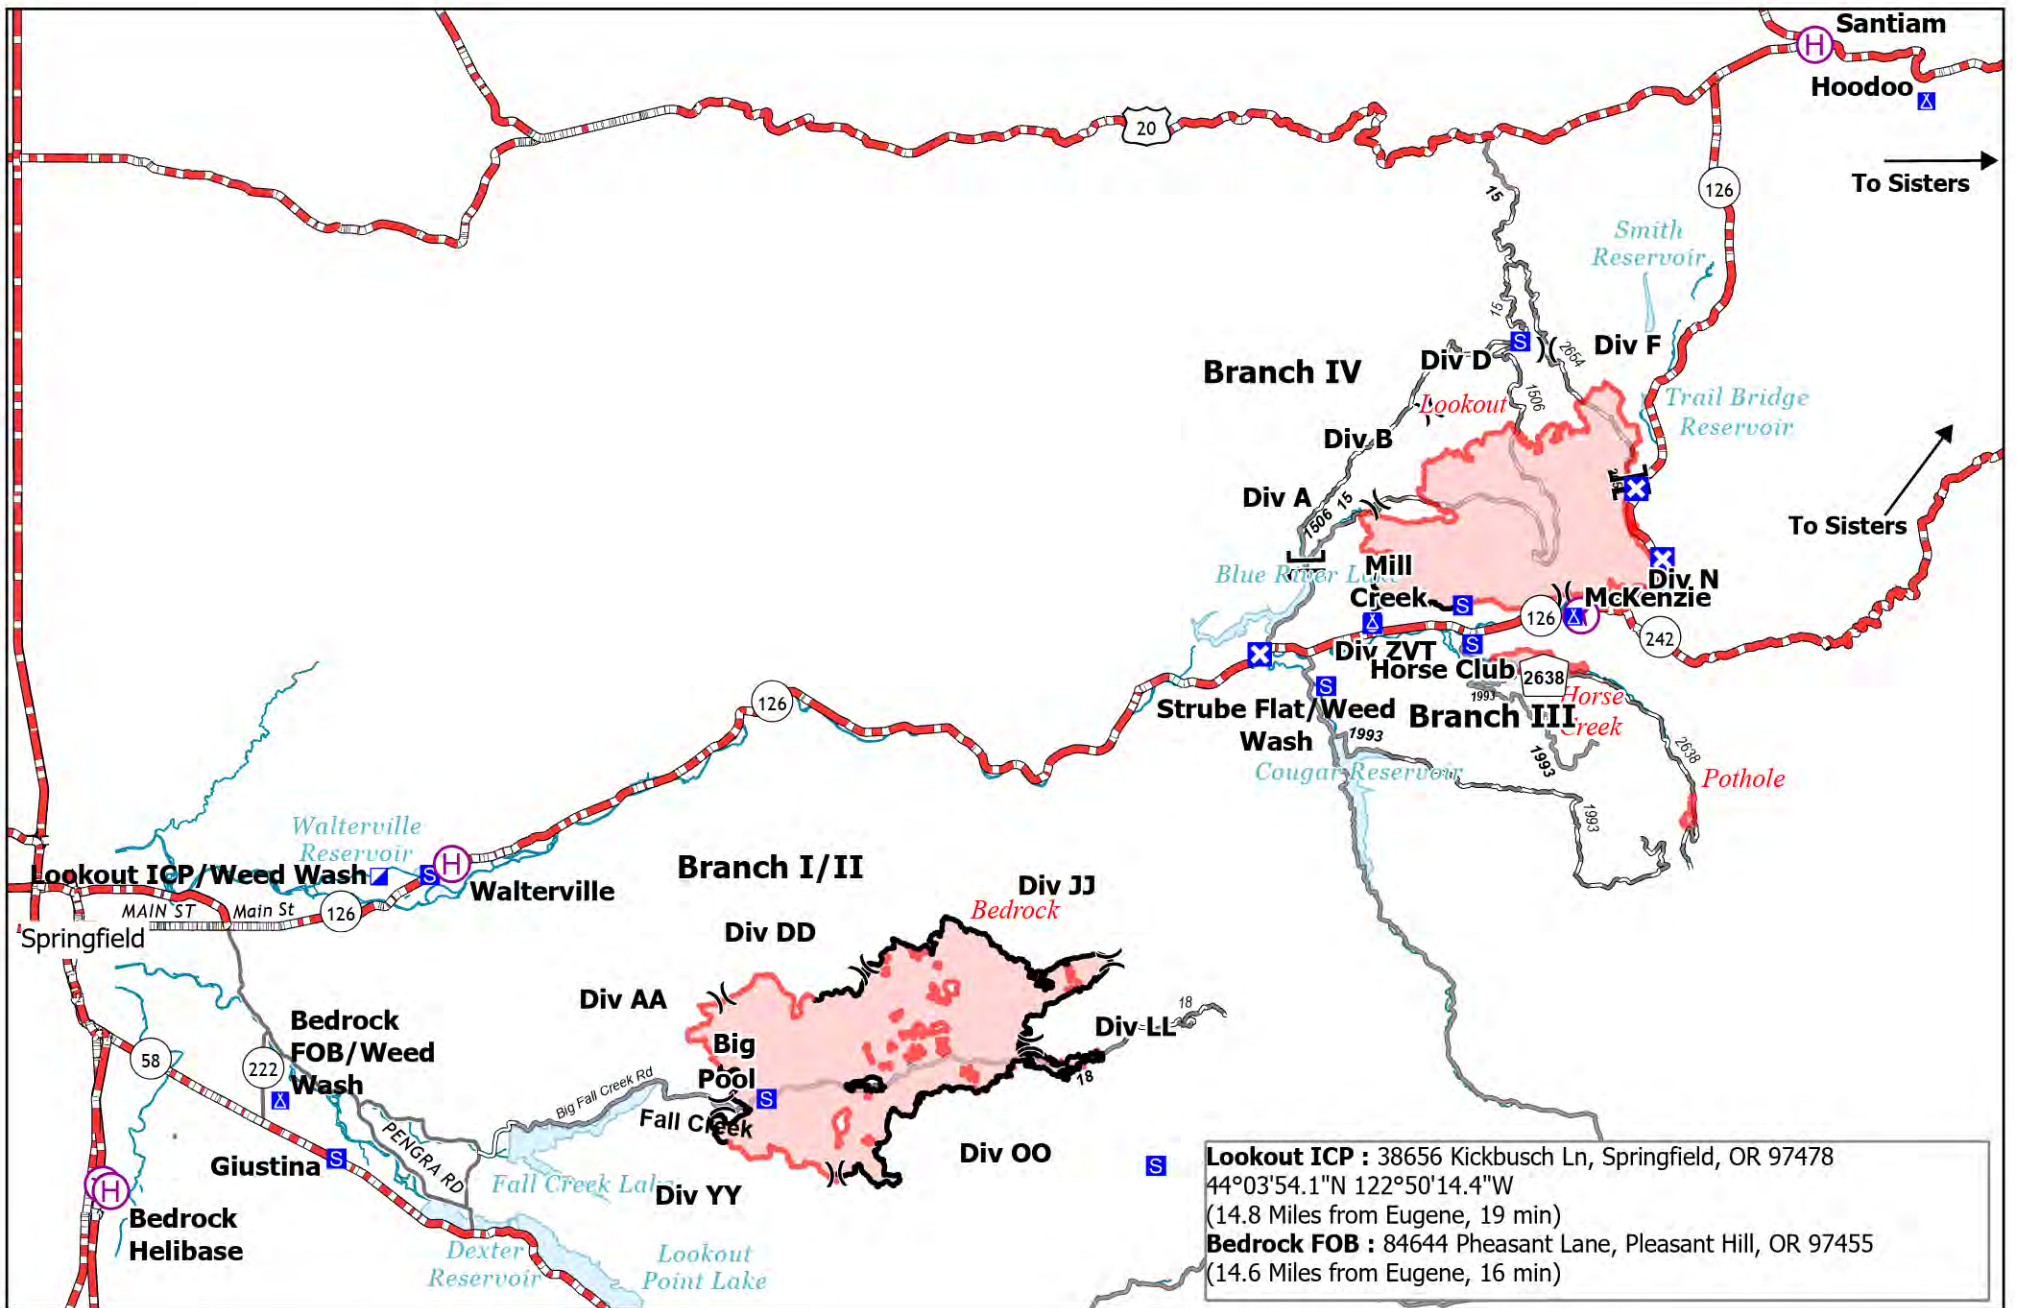 Santiam
Hoodoo
20
To Sisters
126
15
Smith
Reservoir
15
2654
Div F
Branch IV
Div D
1506
Lookout
Trail Bridge
Reservoir
Div B
Div A
15
1506
To Sisters
Blue River Lake
Mill
Creek
Div N
McKenzie
126
242
Div ZVT
Horse Club
2638
1993
Horse
Creek
Strube Flat/Weed
Wash
Branch III
1993
1993
2638
Cougar Reservoir
Pothole
1993
126
Walterville
Reservoir
Lookout ICP/Weed Wash
Walterville
MAIN ST
Main St
126
Springfield
Branch I/II
Div JJ
Bedrock
Div DD
Div AA
18
Div LL
Bedrock
FOB/Weed
Wash
58
222
Big
Pool
18
Big Fall Creek Rd
Fall Creek
PENGRA RD
Giustina
Div OO
Fall Creek Lake
Div YY
Bedrock
Helibase
Dexter
Reservoir
Lookout
Point Lake
Lookout ICP : 38656 Kickbusch Ln, Springfield, OR 97478
44°03'54.1"N 122°50'14.4"W
(14.8 Miles from Eugene, 19 min)
Bedrock FOB : 84644 Pheasant Lane, Pleasant Hill, OR 97455
(14.6 Miles from Eugene, 16 min)
H
H
H
S
S
S
S
S
S
S
S
S